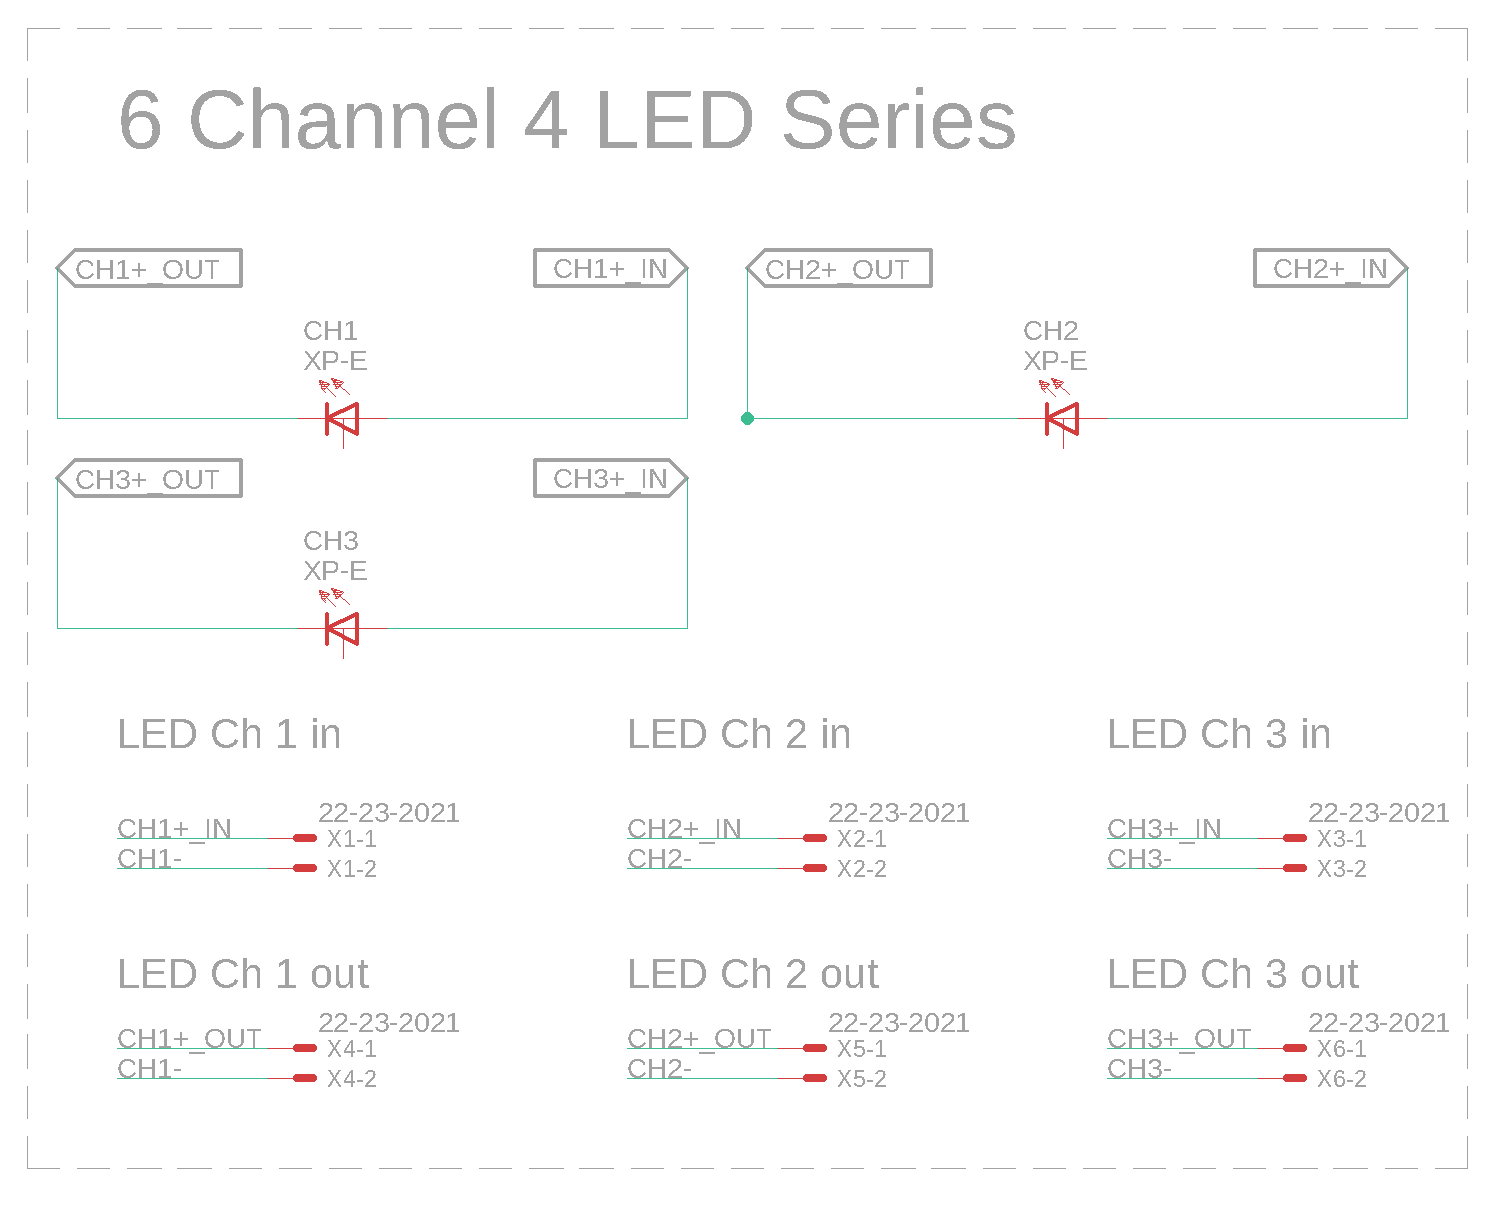 6 Channel 4 LED Series
CH1+_OUT
CH1+_IN
CH2+_OUT
CH2+_IN
CH1
XP-E
CH2
XP-E
CH3+_OUT
CH3+_IN
CH3
XP-E
LED Ch 1 in
LED Ch 2 in
LED Ch 3 in
22-23-2021
CH1+_IN
X1-1
CH1-
X1-2
22-23-2021
CH2+_IN
X2-1
CH2-
X2-2
22-23-2021
CH3+_IN
X3-1
CH3-
X3-2
LED Ch 1 out
LED Ch 2 out
LED Ch 3 out
22-23-2021
CH1+_OUT
X4-1
CH1-
X4-2
22-23-2021
CH2+_OUT
X5-1
CH2-
X5-2
22-23-2021
CH3+_OUT
X6-1
CH3-
X6-2